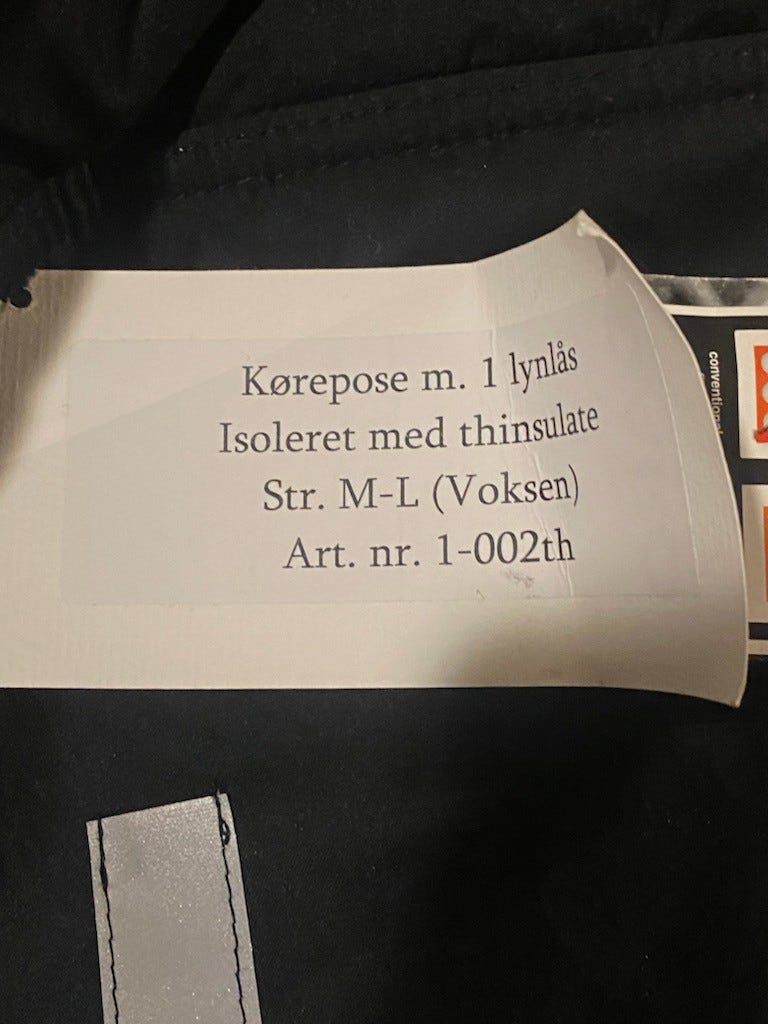 Kørepose m. 1 lynlås
Isoleret med thinsulate
Str. M-L (Voksen)
Art. nr. 1-002th